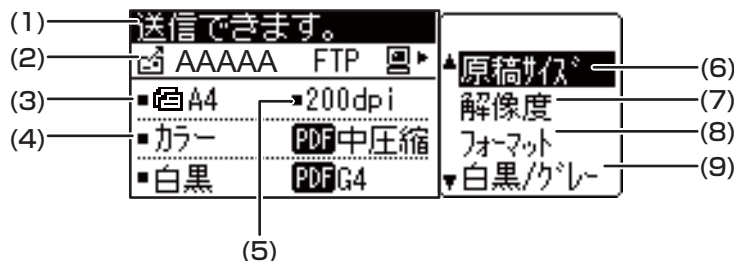 (1)
送信できます。
(2)
AAAAA FTP
(3)
A4
200dpi
(4)
カラー
PDF中圧縮
白黒
PDFG4
(5)
原稿ｻｲｽﾞ
(6)
解像度
(7)
ﾌｫｰﾏｯﾄ
(8)
白黒/ｸﾞﾚｰ
(9)